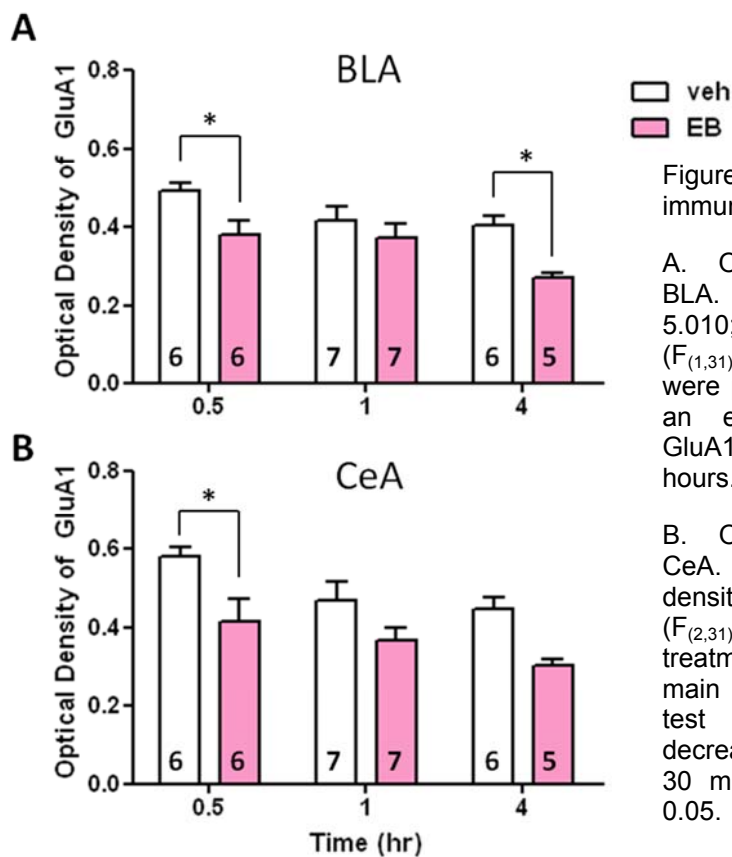 A
BLA
Optical Density of GluA1
0.8
0.6
0.4
0.2
0.0
*
*
6
6
7
7
6
5
0.5
1
4
veh
EB
B
CeA
Optical Density of GluA1
0.8
0.6
0.4
0.2
0.0
*
6
6
7
7
6
5
0.5
1
4
Time (hr)
Figure
immun
A. O
BLA.
5.010;
(F(1,31)
were
an e
GluA1
hours.
B. O
CeA.
densit
(F(2,31)
treatm
main
test
decrea
30 m
0.05.